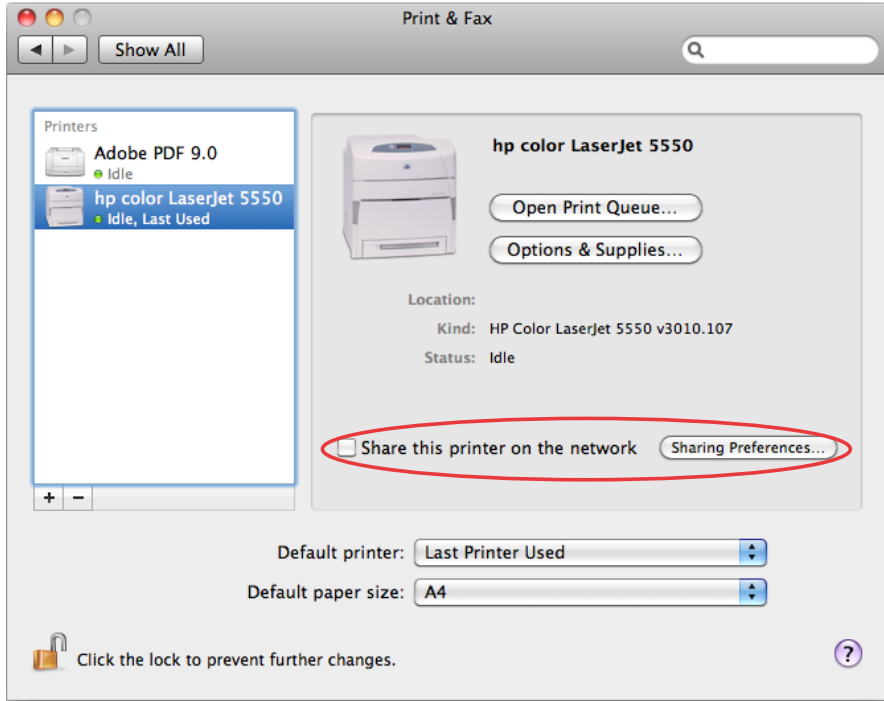 Print & Fax
Show All
Printers
Adobe PDF 9.0
Idle
hp color LaserJet 5550
Idle, Last Used
hp color LaserJet 5550
Open Print Queue...
Options & Supplies...
Location:
Kind: HP Color LaserJet 5550 v3010.107
Status: Idle
Share this printer on the network Sharing Preferences...
+ −
Default printer: Last Printer Used
Default paper size: A4
Click the lock to prevent further changes.
?